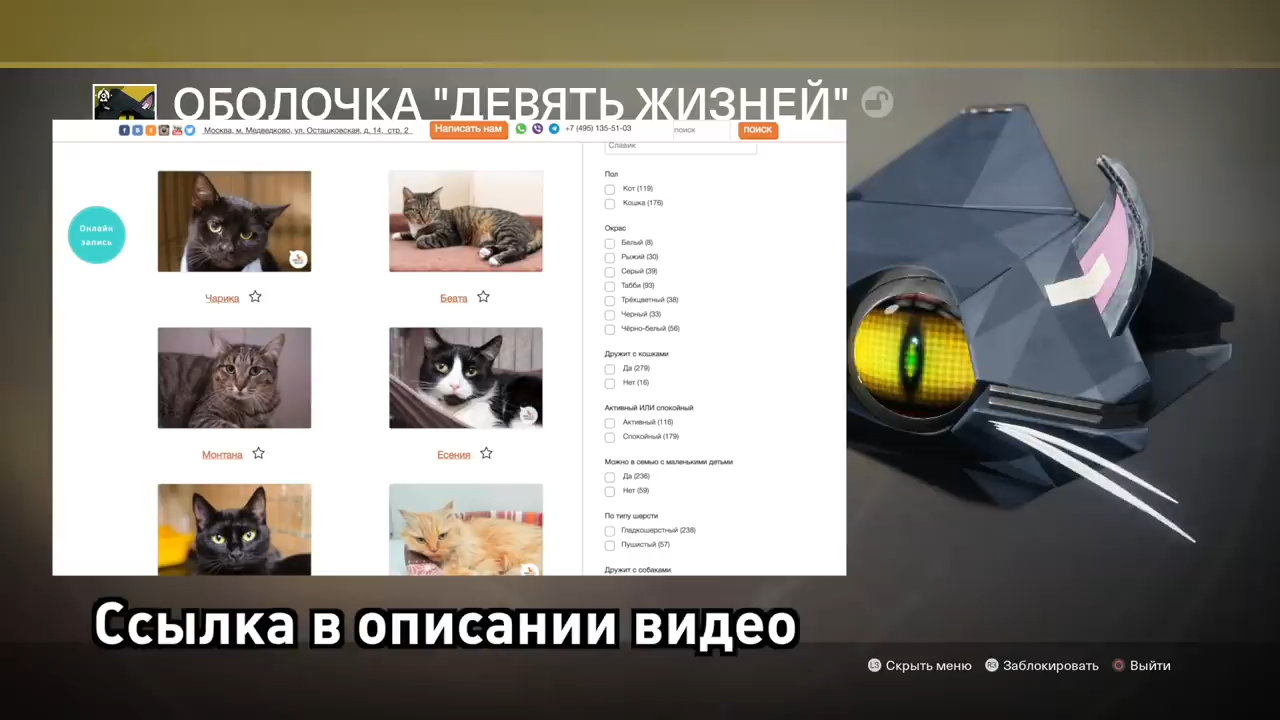 ОБОЛОЧКА "ДЕВЯТЬ ЖИЗНЕЙ"
Москва, м. Медведково, ул. Осташковская, д. 14, стр. 2
Написать нам
+7 (495) 135-51-03
поиск
ПОИСК
Славик
Онлайн
запись
Чарика
Беата
Монтана
Есения
Пол
Кот (119)
Кошка (176)
Окрас
Белый (8)
Рыжий (30)
Серый (39)
Табби (93)
Трёхцветный (38)
Черный (33)
Чёрно-белый (56)
Дружит с кошками
Да (279)
Нет (16)
Активный ИЛИ спокойный
Активный (116)
Спокойный (179)
Можно в семью с маленькими детьми
Да (236)
Нет (59)
По типу шерсти
Гладкошерстный (238)
Пушистый (57)
Дружит с собаками
Ссылка в описании видео
LS Скрыть меню
R3 Заблокировать
Выйти